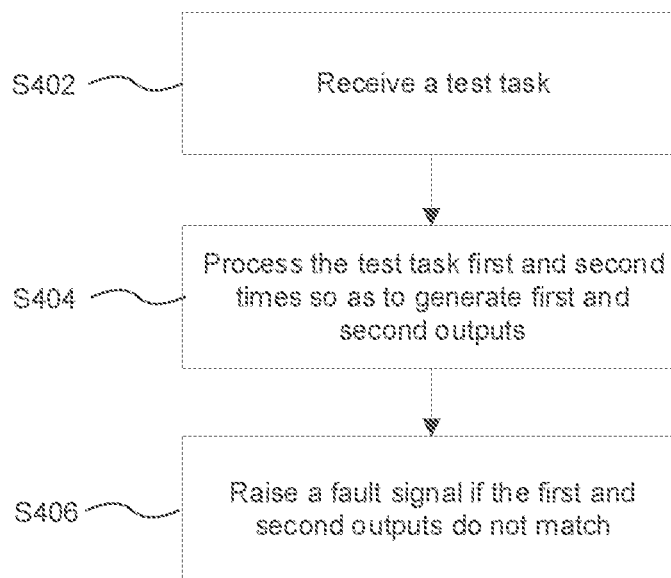 S402
Receive a test task
S404
Process the test task first and second
times so as to generate first and
second outputs
S406
Raise a fault signal if the first and
second outputs do not match